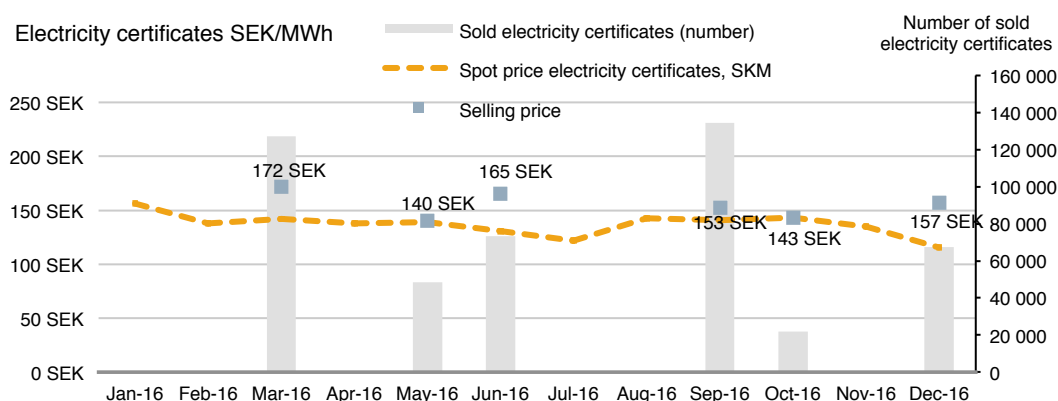 Electricity certificates SEK/MWh
Sold electricity certificates (number)
Spot price electricity certificates, SKM
Selling price
Number of sold
electricity certificates
250 SEK
200 SEK
150 SEK
100 SEK
50 SEK
0 SEK
172 SEK
140 SEK
165 SEK
153 SEK
143 SEK
157 SEK
160 000
140 000
120 000
100 000
80 000
60 000
40 000
20 000
0
Jan-16 Feb-16 Mar-16 Apr-16 May-16 Jun-16 Jul-16 Aug-16 Sep-16 Oct-16 Nov-16 Dec-16